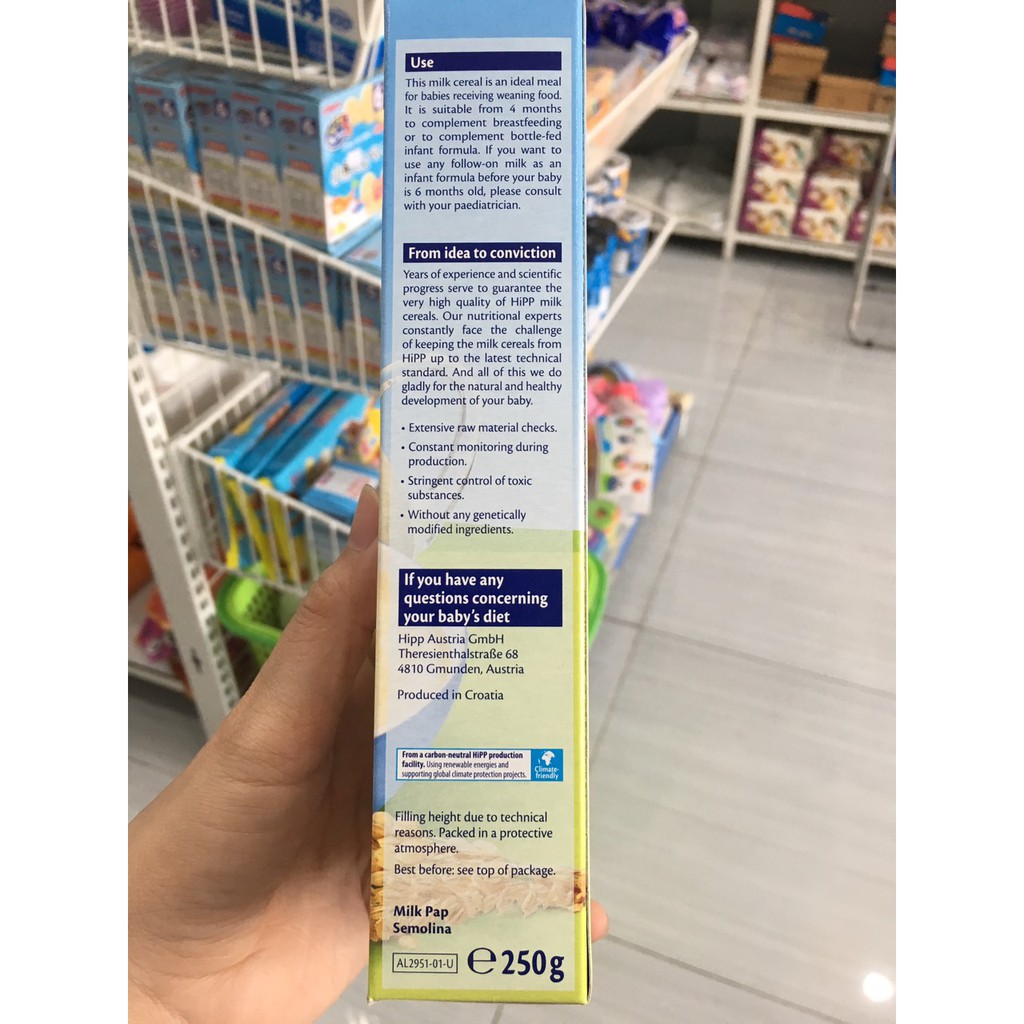 Use
This milk cereal is an ideal meal
for babies receiving weaning food.
It is suitable from 4 months
to complement breastfeeding
or to complement bottle-fed
infant formula. If you want to
use any follow-on milk as an
infant formula before your baby
is 6 months old, please consult
with your paediatrician.
From idea to conviction
Years of experience and scientific
progress serve to guarantee the
very high quality of HiPP milk
cereals. Our nutritional experts
constantly face the challenge
of keeping the milk cereals from
HiPP up to the latest technical
standard. And all of this we do
gladly for the natural and healthy
development of your baby.
• Extensive raw material checks.
• Constant monitoring during
production.
• Stringent control of toxic
substances.
• Without any genetically
modified ingredients.
If you have any
questions concerning
your baby's diet
Hipp Austria GmbH
Theresienthalstraße 68
4810 Gmunden, Austria
Produced in Croatia
From a carbon-neutral HiPP production
facility. Using renewable energies and
supporting global climate protection projects.
Climate-
friendly
Filling height due to technical
reasons. Packed in a protective
atmosphere.
Best before: see top of package.
Milk Pap
Semolina
AL2951-01-U
℮ 250g